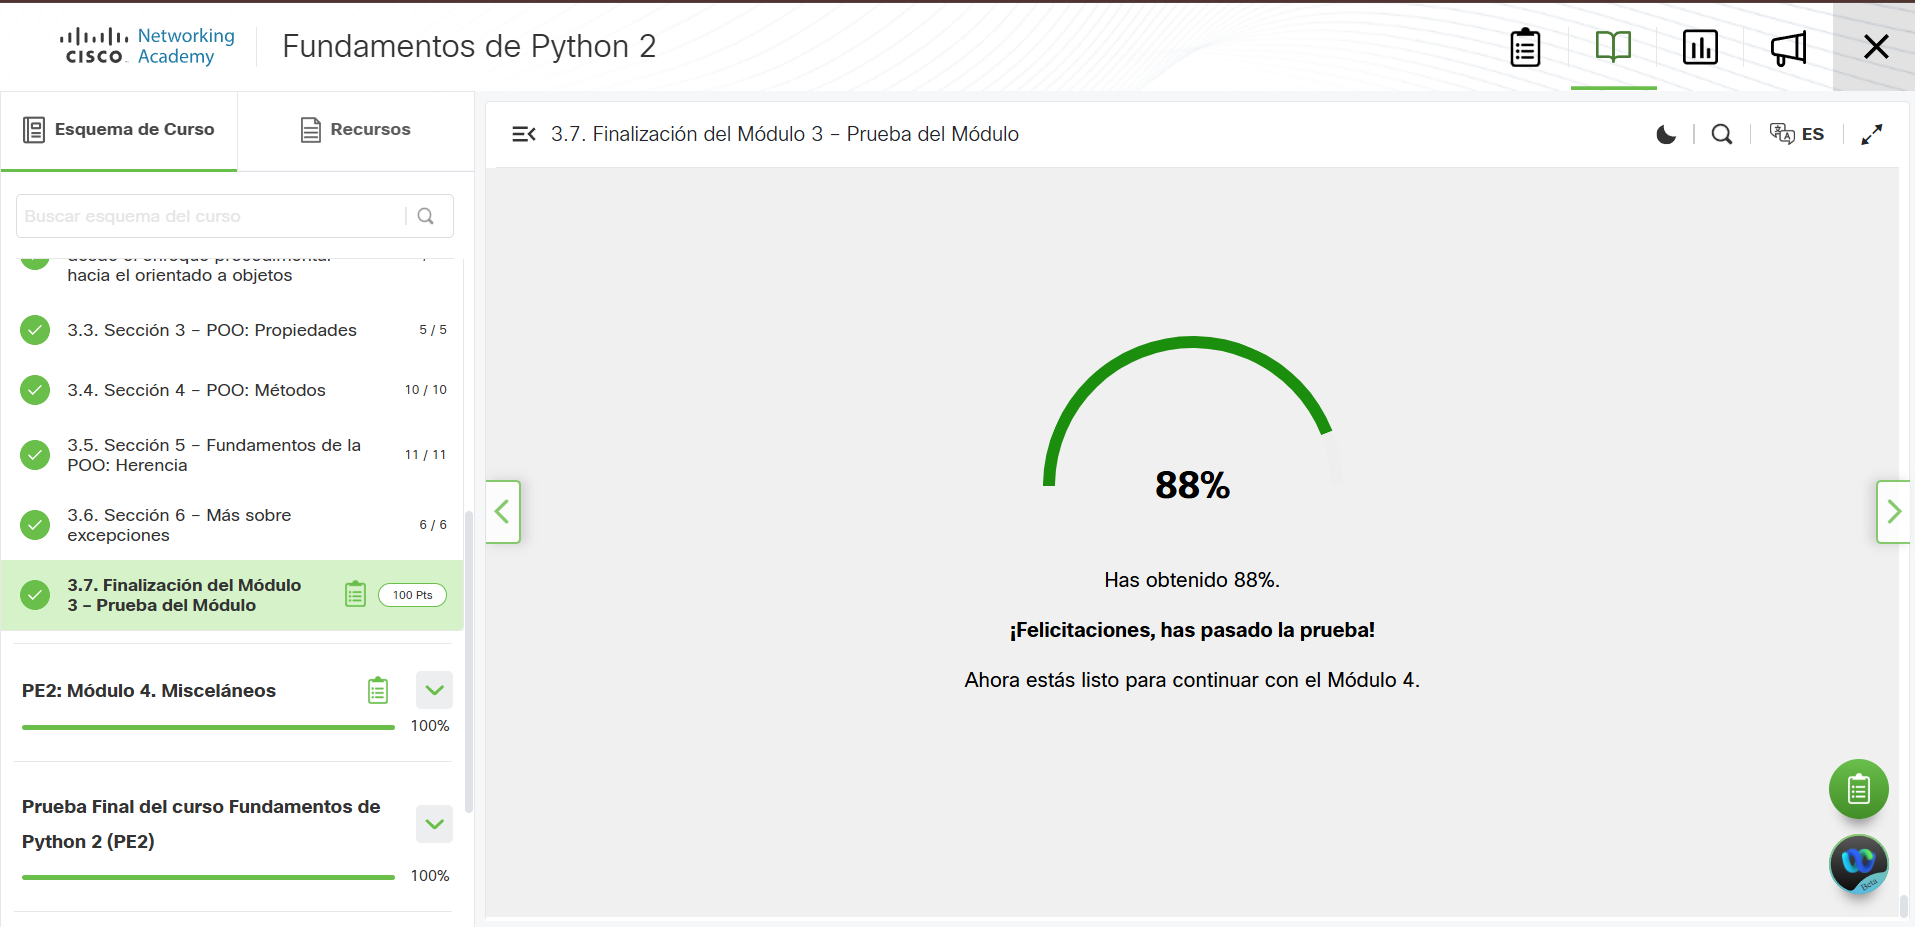 Networking
Academy
CISCO
Fundamentos de Python 2
Esquema de Curso
Recursos
Buscar esquema del curso
desde el enfoque procedimental
hacia el orientado a objetos
3.3. Sección 3 – POO: Propiedades
5 / 5
3.4. Sección 4 – POO: Métodos
10 / 10
3.5. Sección 5 – Fundamentos de la
POO: Herencia
11 / 11
3.6. Sección 6 – Más sobre
excepciones
6 / 6
3.7. Finalización del Módulo
3 – Prueba del Módulo
100 Pts
PE2: Módulo 4. Misceláneos
100%
Prueba Final del curso Fundamentos de
Python 2 (PE2)
100%
3.7. Finalización del Módulo 3 – Prueba del Módulo
ES
88%
Has obtenido 88%.
¡Felicitaciones, has pasado la prueba!
Ahora estás listo para continuar con el Módulo 4.
Beta